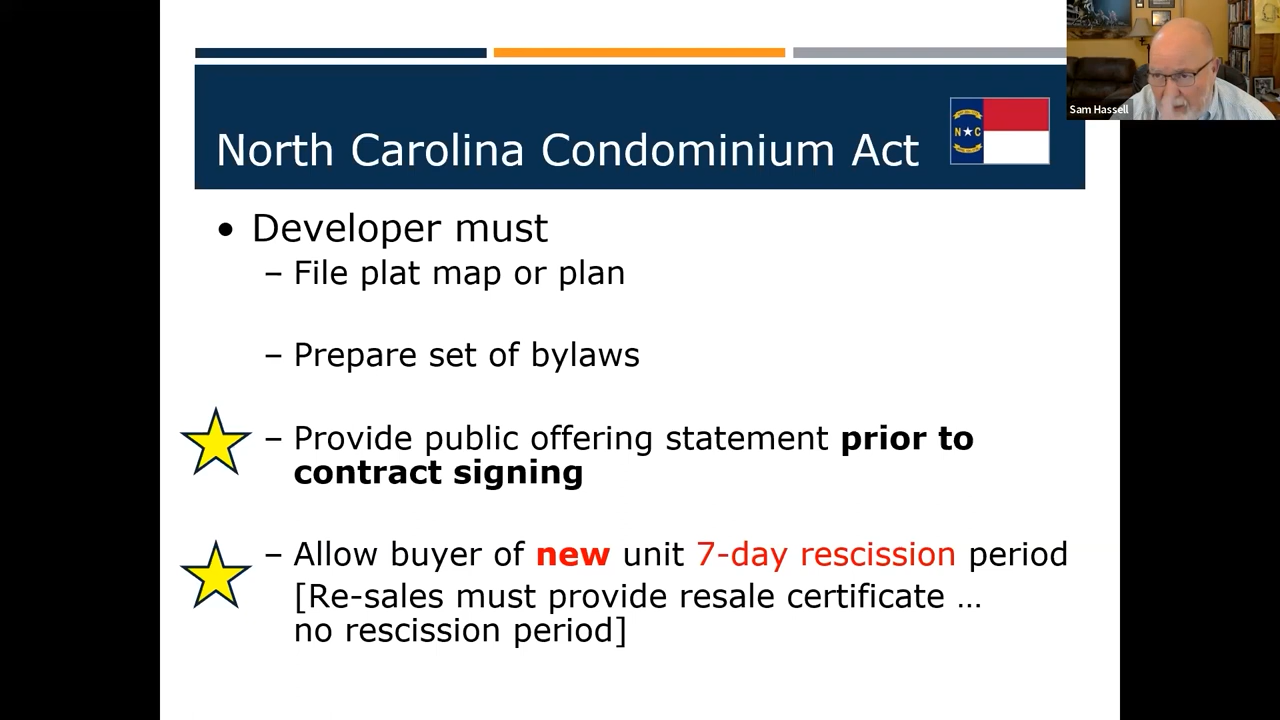 Sam Hassell
North Carolina Condominium Act
N C
• Developer must
– File plat map or plan
– Prepare set of bylaws
– Provide public offering statement prior to
contract signing
– Allow buyer of new unit 7-day rescission period
[Re-sales must provide resale certificate …
no rescission period]